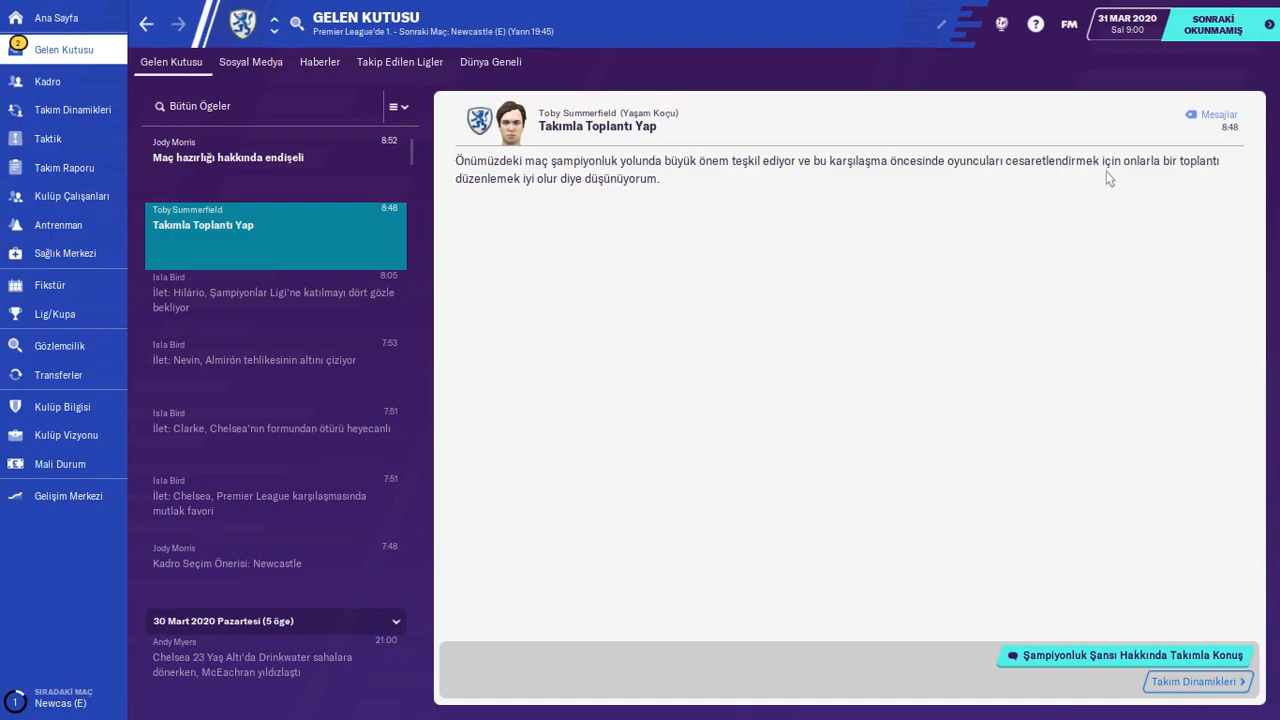 Ana Sayfa
2
Gelen Kutusu
Kadro
Takım Dinamikleri
Taktik
Takım Raporu
Kulüp Çalışanları
Antrenman
Sağlık Merkezi
Fikstür
Lig/Kupa
Gözlemcilik
Transferler
Kulüp Bilgisi
Kulüp Vizyonu
Mali Durum
Gelişim Merkezi
1
SIRADAKİ MAÇ
Newcas (E)
GELEN KUTUSU
Premier League'de 1. - Sonraki Maç: Newcastle (E) (Yarın 19:45)
?
FM
31 MAR 2020
Sal 9:00
SONRAKİ
OKUNMAMIŞ
Gelen Kutusu
Sosyal Medya
Haberler
Takip Edilen Ligler
Dünya Geneli
Bütün Ögeler
Jody Morris 8:52
Maç hazırlığı hakkında endişeli
Toby Summerfield 8:48
Takımla Toplantı Yap
Isla Bird 8:05
İlet: Hilário, Şampiyonlar Ligi'ne katılmayı dört gözle
bekliyor
Isla Bird 7:53
İlet: Nevin, Almirón tehlikesinin altını çiziyor
Isla Bird 7:51
İlet: Clarke, Chelsea'nın formundan ötürü heyecanlı
Isla Bird 7:51
İlet: Chelsea, Premier League karşılaşmasında
mutlak favori
Jody Morris 7:48
Kadro Seçim Önerisi: Newcastle
30 Mart 2020 Pazartesi (5 öge)
Andy Myers 21:00
Chelsea 23 Yaş Altı'da Drinkwater sahalara
dönerken, McEachran yıldızlaştı
Toby Summerfield (Yaşam Koçu)
Takımla Toplantı Yap
Mesajlar
8:48
Önümüzdeki maç şampiyonluk yolunda büyük önem teşkil ediyor ve bu karşılaşma öncesinde oyuncuları cesaretlendirmek için onlarla bir toplantı
düzenlemek iyi olur diye düşünüyorum.
Şampiyonluk Şansı Hakkında Takımla Konuş
Takım Dinamikleri